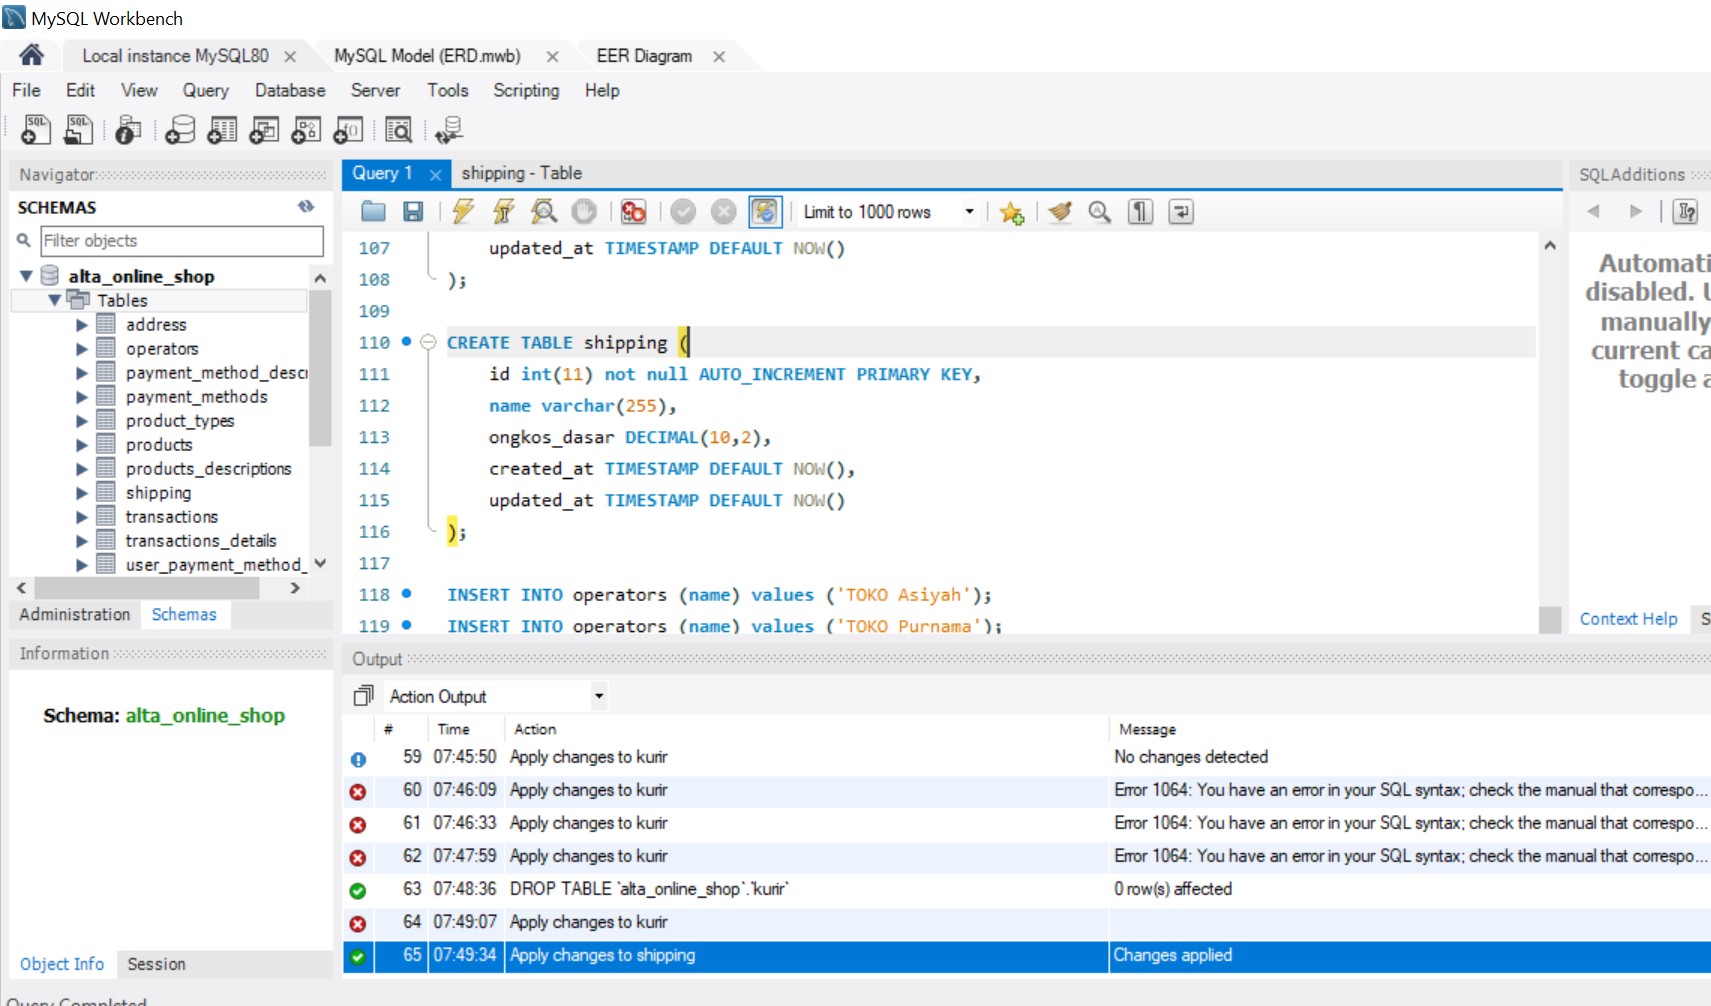 MySQL Workbench
Local instance MySQL80
MySQL Model (ERD.mwb)
EER Diagram
File Edit View Query Database Server Tools Scripting Help
Navigator
SCHEMAS
Filter objects
alta_online_shop
Tables
address
operators
payment_method_descr
payment_methods
product_types
products
products_descriptions
shipping
transactions
transactions_details
user_payment_method_
Administration Schemas
Information
Schema: alta_online_shop
Object Info Session
Query Completed
Query 1
shipping - Table
Limit to 1000 rows
107 updated_at TIMESTAMP DEFAULT NOW()
108 );
109
110 CREATE TABLE shipping (
111 id int(11) not null AUTO_INCREMENT PRIMARY KEY,
112 name varchar(255),
113 ongkos_dasar DECIMAL(10,2),
114 created_at TIMESTAMP DEFAULT NOW(),
115 updated_at TIMESTAMP DEFAULT NOW()
116 );
117
118 INSERT INTO operators (name) values ('TOKO Asiyah');
119 INSERT INTO operators (name) values ('TOKO Purnama');
SQLAdditions
Automati
disabled. U
manually
current ca
toggle a
Context Help S
Output
Action Output
# Time Action Message
59 07:45:50 Apply changes to kurir No changes detected
60 07:46:09 Apply changes to kurir Error 1064: You have an error in your SQL syntax; check the manual that correspo...
61 07:46:33 Apply changes to kurir Error 1064: You have an error in your SQL syntax; check the manual that correspo...
62 07:47:59 Apply changes to kurir Error 1064: You have an error in your SQL syntax; check the manual that correspo...
63 07:48:36 DROP TABLE `alta_online_shop`.`kurir` 0 row(s) affected
64 07:49:07 Apply changes to kurir
65 07:49:34 Apply changes to shipping Changes applied